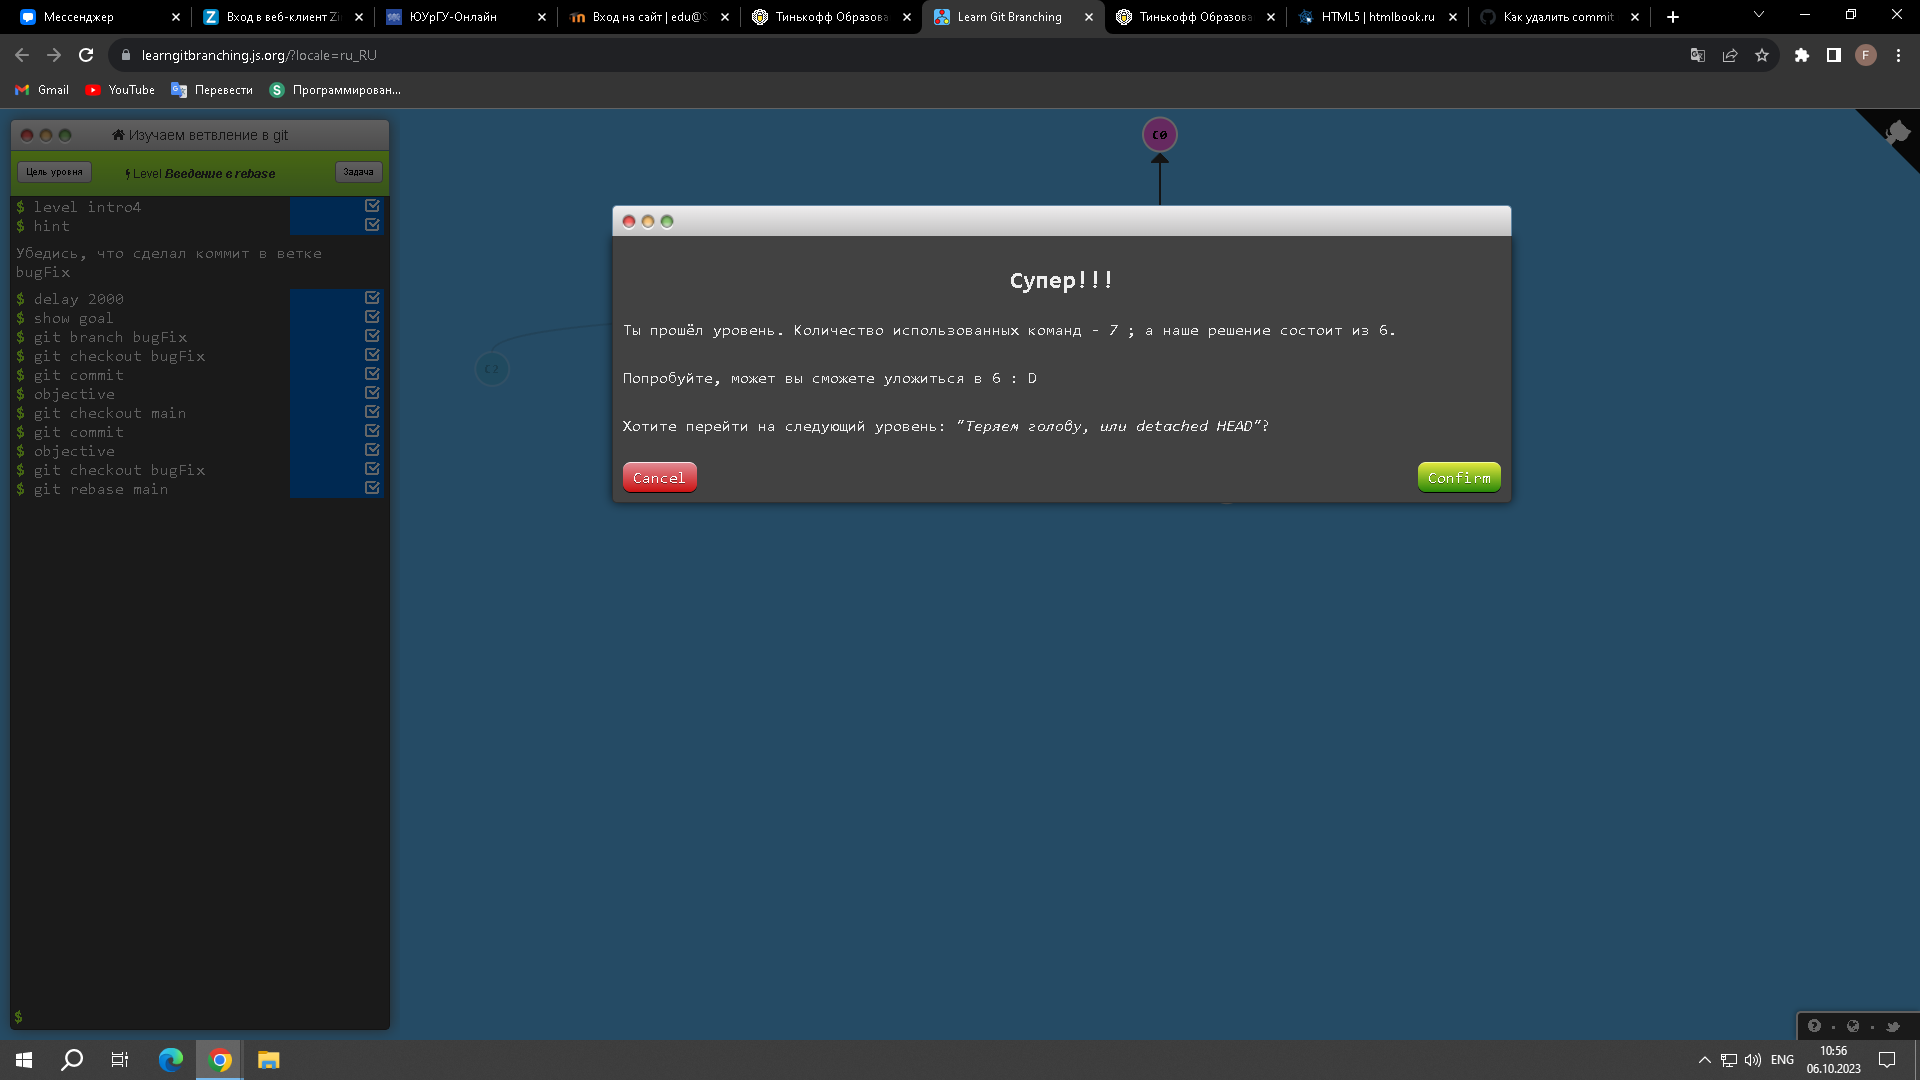 Мессенджер
Вход в веб-клиент Zi
ЮУрГУ-Онлайн
Вход на сайт | edu@S
Тинькофф Образова
Learn Git Branching
Тинькофф Образова
HTML5 | htmlbook.ru
Как удалить commit
learngitbranching.js.org/?locale=ru_RU
F
Gmail
YouTube
Перевести
S
Программирован...
Изучаем ветвление в git
Цель уровня
Level Введение в rebase
Задача
$ level intro4
$ hint
Убедись, что сделал коммит в ветке
bugFix
$ delay 2000
$ show goal
$ git branch bugFix
$ git checkout bugFix
$ git commit
$ objective
$ git checkout main
$ git commit
$ objective
$ git checkout bugFix
$ git rebase main
$
C0
C2
Супер!!!
Ты прошёл уровень. Количество использованных команд - 7 ; а наше решение состоит из 6.
Попробуйте, может вы сможете уложиться в 6 : D
Хотите перейти на следующий уровень: "Теряем голову, или detached HEAD"?
Cancel
Confirm
ENG
10:56
06.10.2023